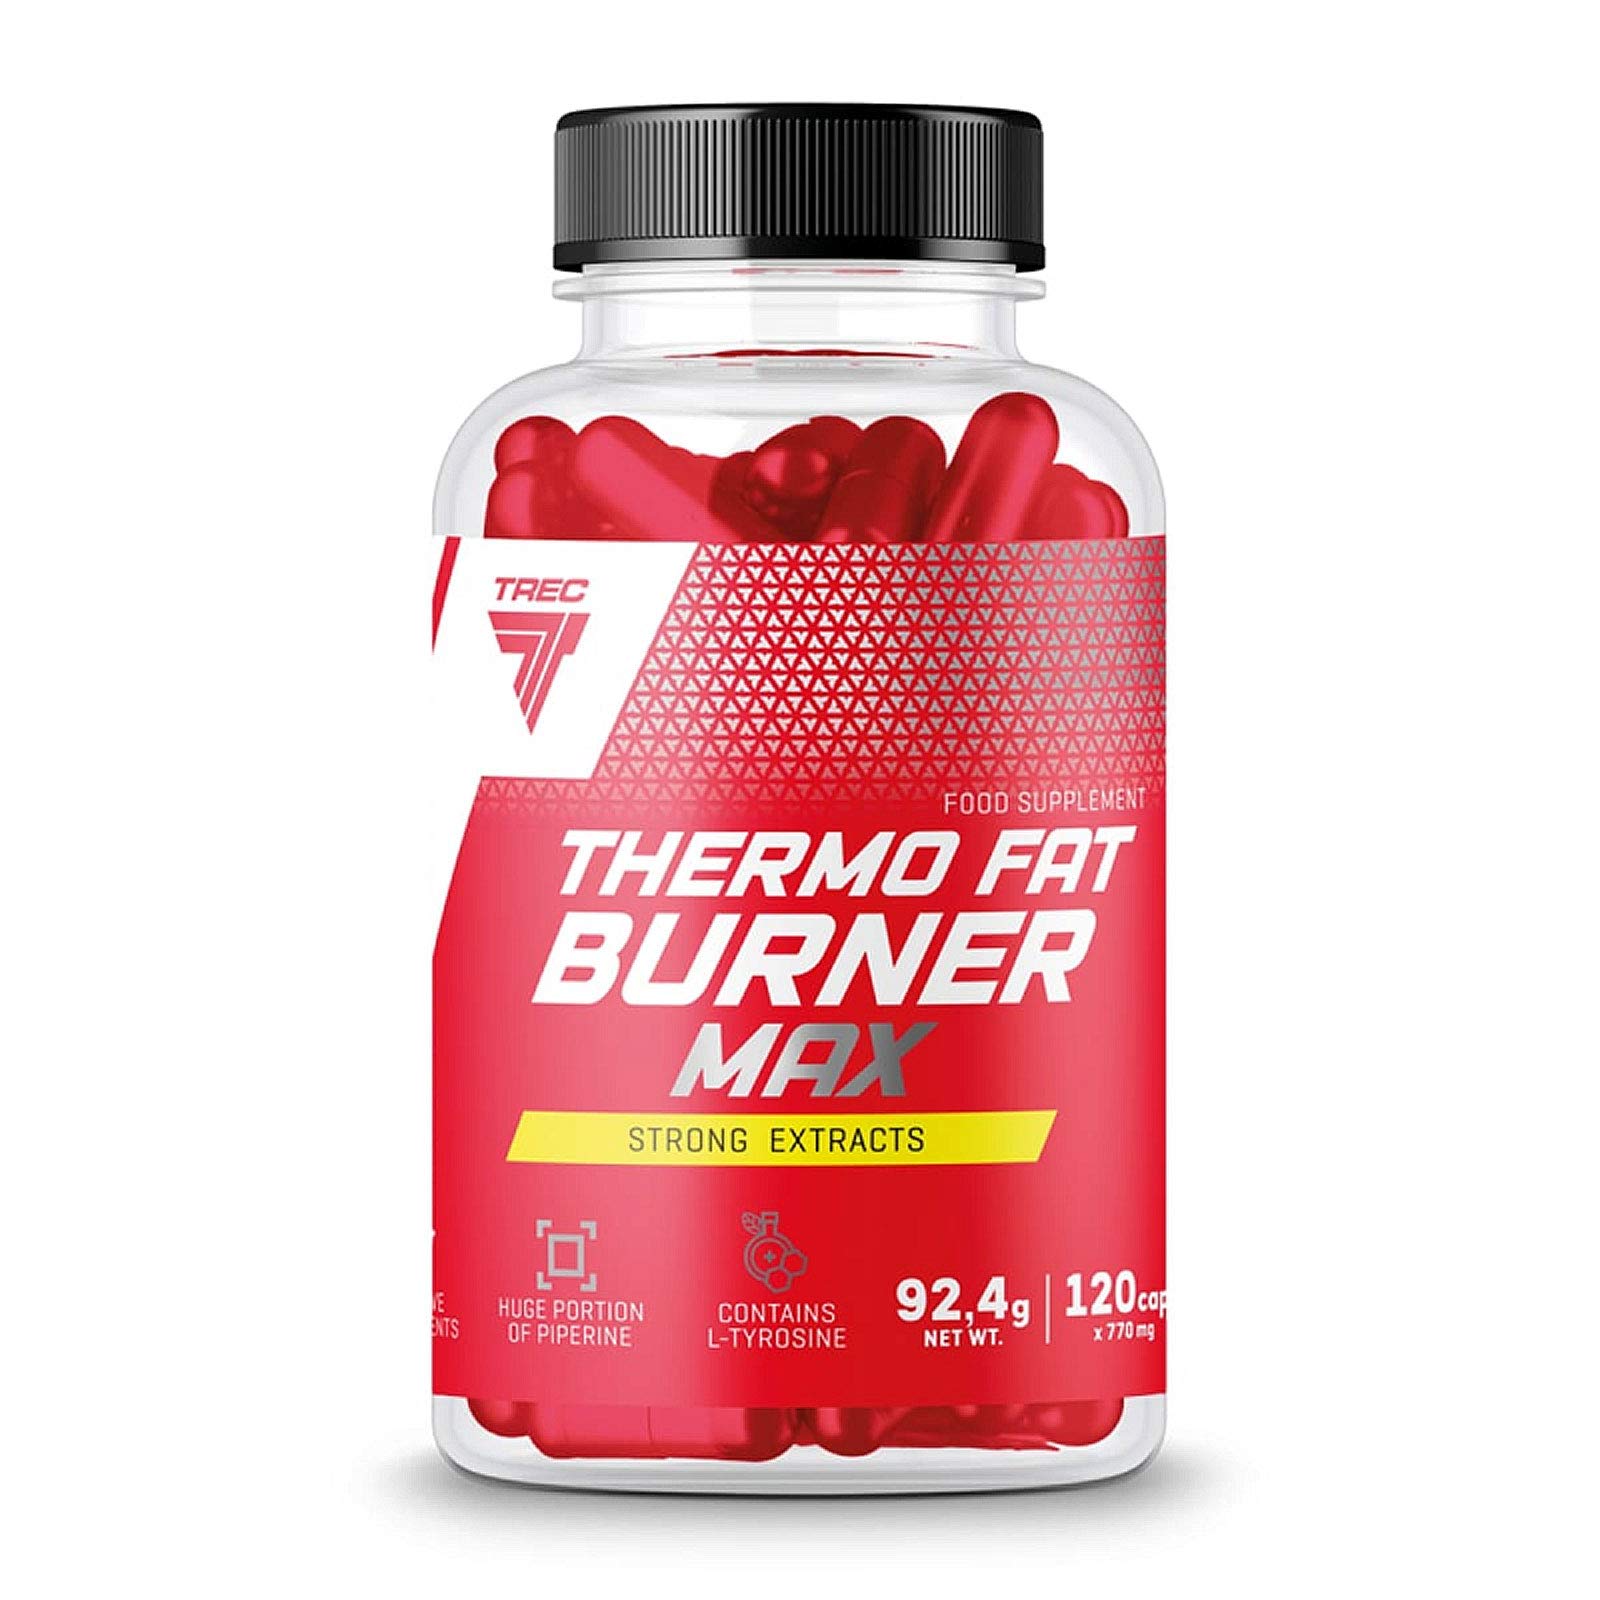 TREC
FOOD SUPPLEMENT
THERMO FAT
BURNER
MAX
STRONG EXTRACTS
HUGE PORTION
OF PIPERINE
CONTAINS
L-TYROSINE
92,4g
NET WT.
120
x 770 mg